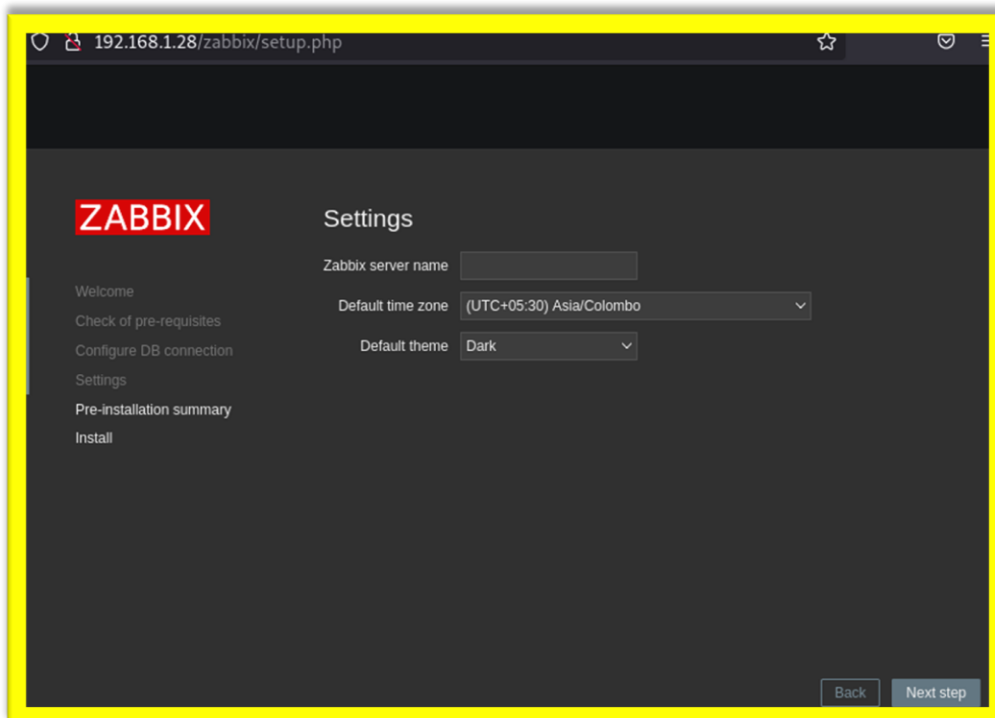 192.168.1.28/zabbix/setup.php
ZABBIX
Settings
Zabbix server name
Default time zone (UTC+05:30) Asia/Colombo
Default theme Dark
Welcome
Check of pre-requisites
Configure DB connection
Settings
Pre-installation summary
Install
Back Next step